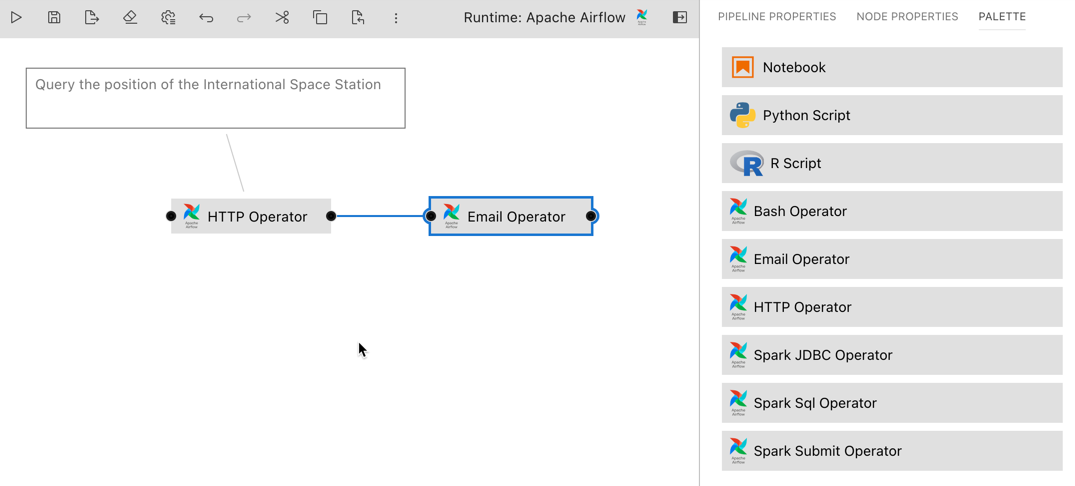 Runtime: Apache Airflow
PIPELINE PROPERTIES
NODE PROPERTIES
PALETTE
Query the position of the International Space Station
HTTP Operator
Email Operator
Notebook
Python Script
R Script
Bash Operator
Email Operator
HTTP Operator
Spark JDBC Operator
Spark Sql Operator
Spark Submit Operator